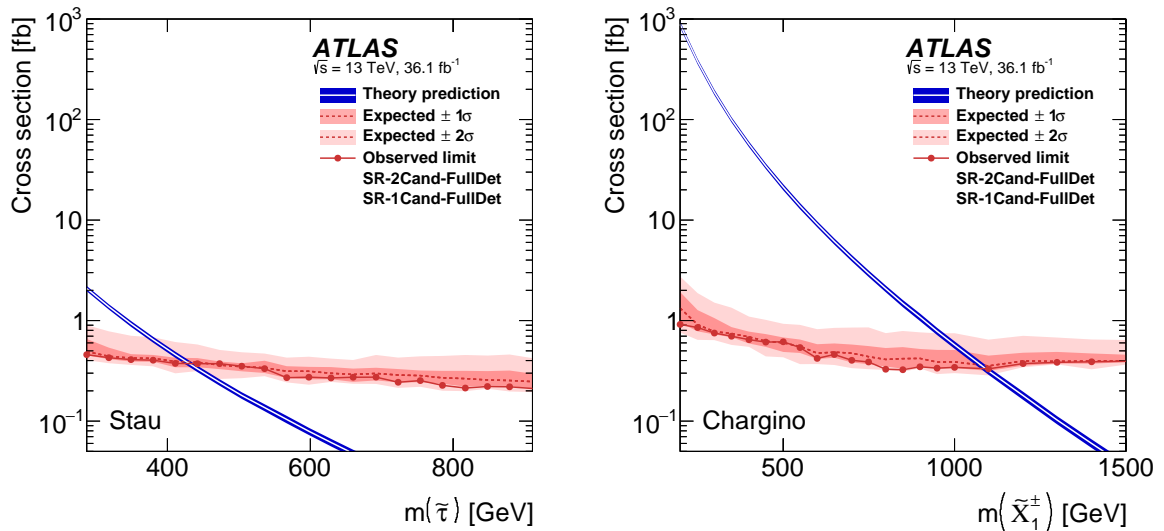 Cross section [fb]
10³
10²
10
1
10⁻¹
ATLAS
√s = 13 TeV, 36.1 fb⁻¹
Theory prediction
Expected ± 1σ
Expected ± 2σ
Observed limit
SR-2Cand-FullDet
SR-1Cand-FullDet
Stau
400 600 800
m(τ̃) [GeV]
Cross section [fb]
10³
10²
10
1
10⁻¹
ATLAS
√s = 13 TeV, 36.1 fb⁻¹
Theory prediction
Expected ± 1σ
Expected ± 2σ
Observed limit
SR-2Cand-FullDet
SR-1Cand-FullDet
Chargino
500 1000 1500
m(χ̃₁±) [GeV]